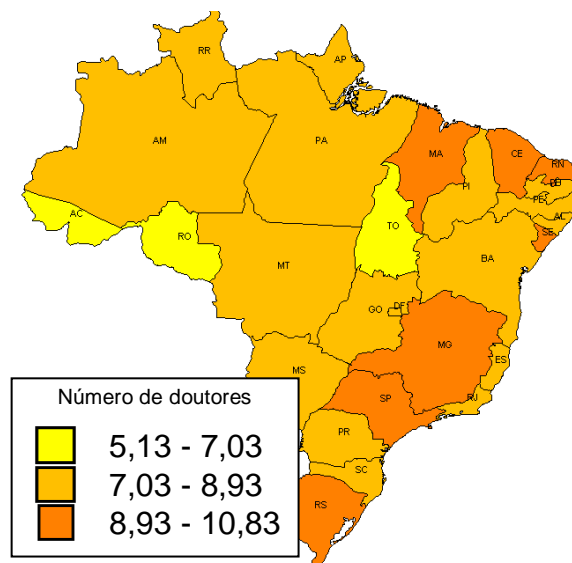 RR
AP
AM
PA
MA
CE
RN
PI
PE
AC
TO
AL
SE
RO
BA
MT
GO
DF
MG
ES
MS
SP
RJ
PR
SC
RS
Número de doutores
5,13 - 7,03
7,03 - 8,93
8,93 - 10,83